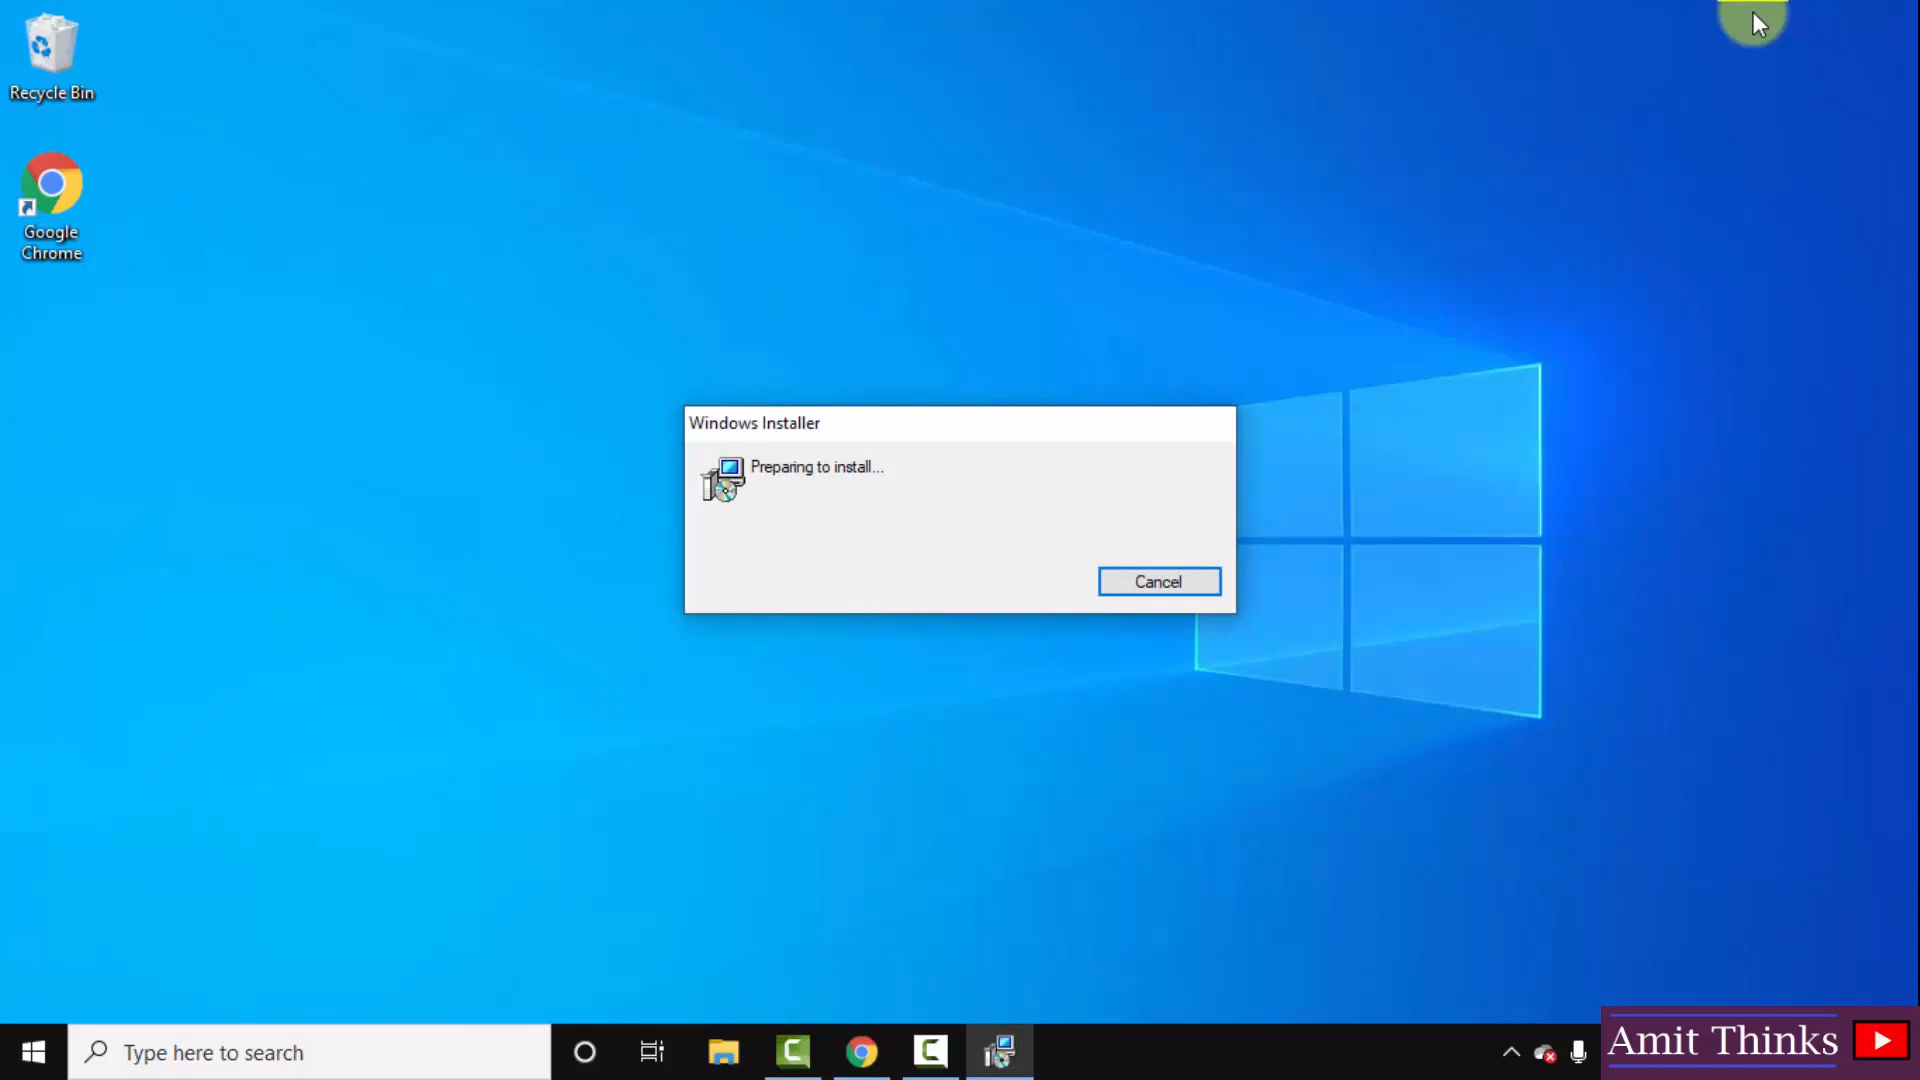 Recycle Bin
Google
Chrome
Windows Installer
Preparing to install...
Cancel
Type here to search
Amit Thinks